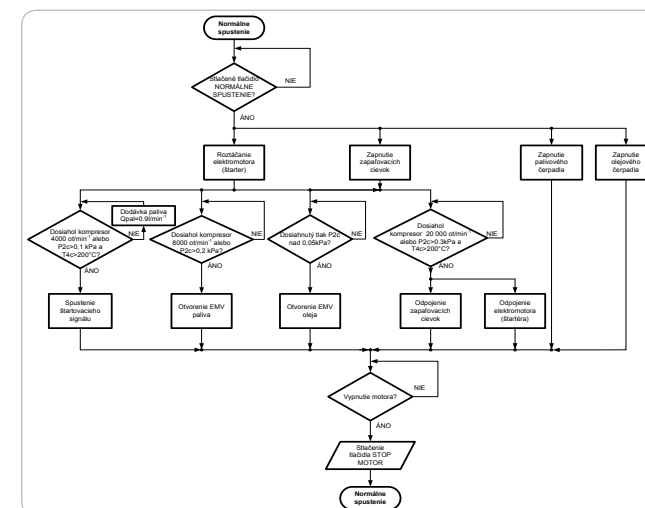 Normálne
spustenie
Stlačené tlačidlo
NORMÁLNE
SPUSTENIE?
NIE
ÁNO
Roztáčanie
elektromotora
(štarter)
Zapnutie
zapaľovacích
cievok
Zapnutie
palivového
čerpadla
Zapnutie
olejového
čerpadla
Dosiahol kompresor
4000 ot/min⁻¹ alebo
P2c>0,1 kPa a
T4c>200°C?
Dodávka paliva
Qpal=0.9l/min⁻¹
NIE
ÁNO
Dosiahol kompresor
8000 ot/min⁻¹ alebo
P2c>0,2 kPa?
NIE
ÁNO
Dosiahnutý tlak P2c
nad 0,05kPa?
NIE
ÁNO
Dosiahol
kompresor 20 000 ot/min⁻¹
alebo P2c>0.3kPa a
T4c>200°C?
NIE
ÁNO
Spustenie
štartovacieho
signálu
Otvorenie EMV
paliva
Otvorenie EMV
oleja
Odpojenie
zapaľovacích
cievok
Odpojenie
elektromotora
(štartéra)
Vypnutie motora?
NIE
ÁNO
Stlačenie
tlačidla STOP
MOTOR
Normálne
spustenie